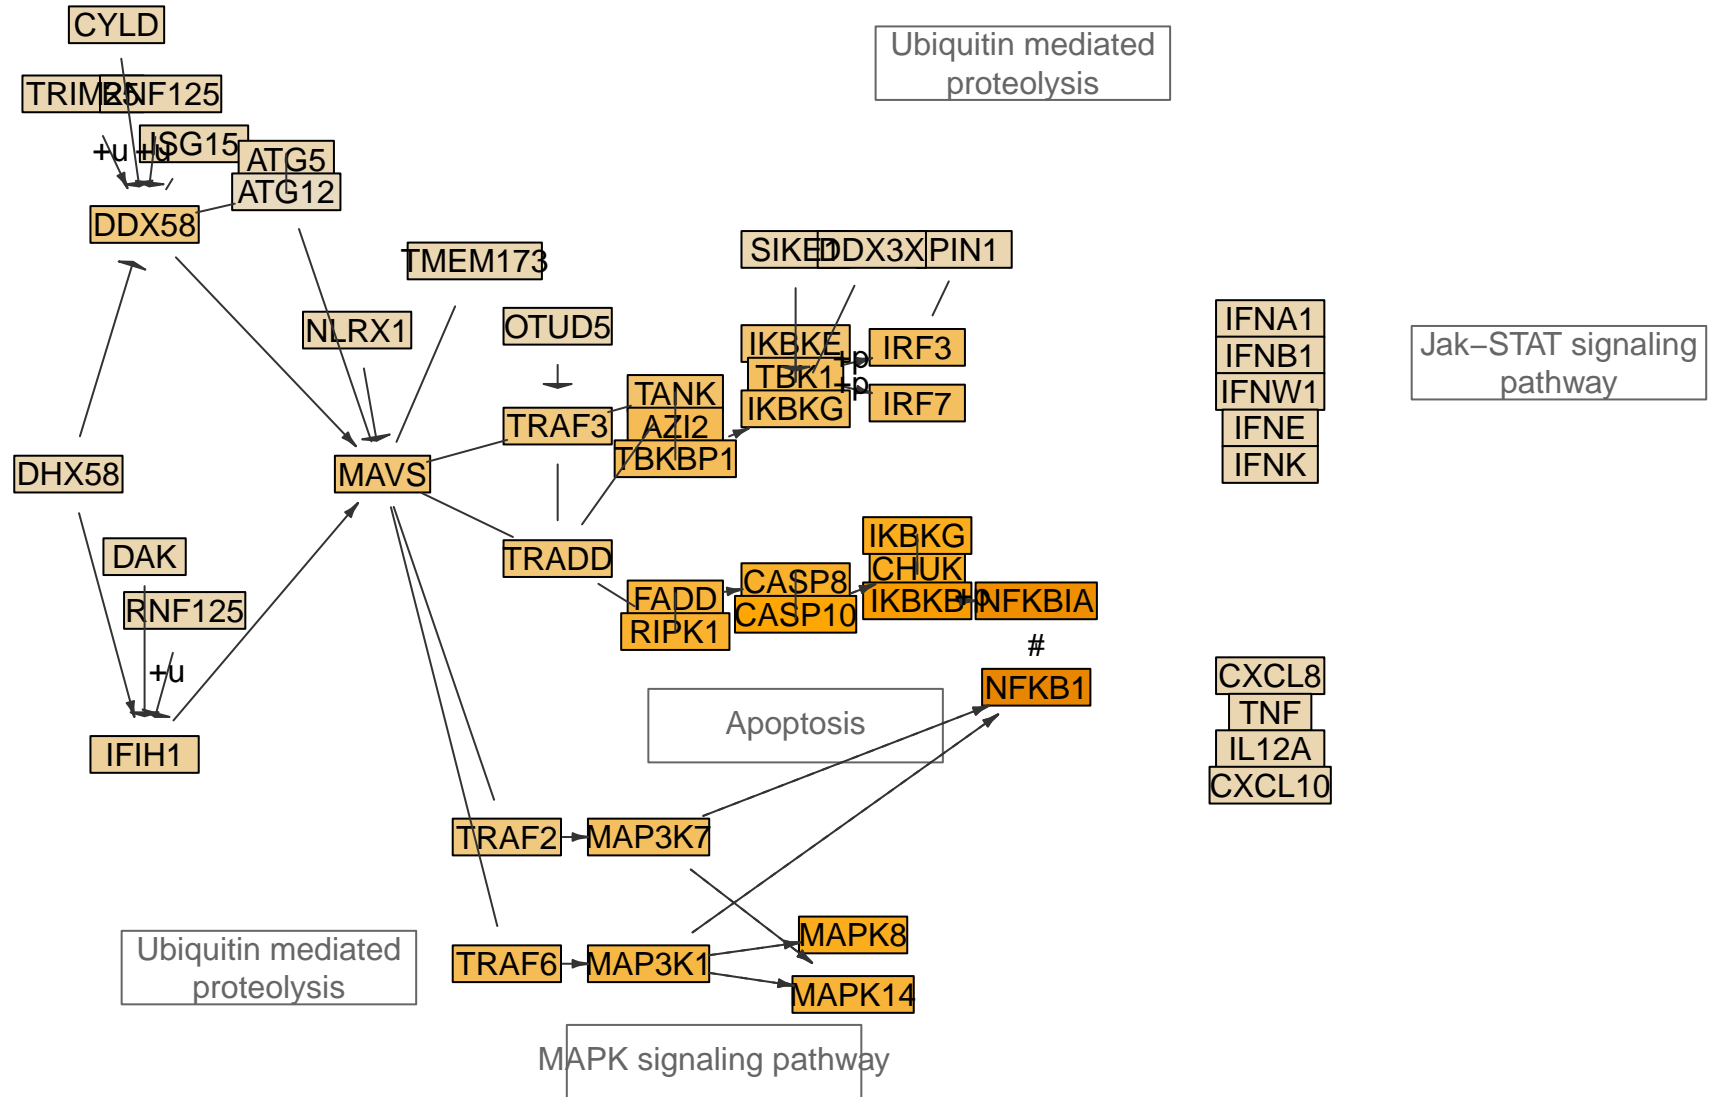 CYLD
Ubiquitin mediated
proteolysis
TRIM25
RNF125
+u
+u
ISG15
ATG5
ATG12
DDX58
TMEM173
SIKE1
DDX3X
PIN1
NLRX1
OTUD5
IKBKE
+p
IRF3
TBK1
+p
IKBKG
IRF7
IFNA1
IFNB1
IFNW1
IFNE
IFNK
Jak−STAT signaling
pathway
TANK
TRAF3
AZI2
TBKBP1
DHX58
MAVS
DAK
RNF125
+u
IFIH1
TRADD
FADD
RIPK1
CASP8
CASP10
IKBKG
CHUK
IKBKB
+p
NFKBIA
#
NFKB1
CXCL8
TNF
IL12A
CXCL10
Apoptosis
TRAF2
MAP3K7
TRAF6
MAP3K1
MAPK8
MAPK14
Ubiquitin mediated
proteolysis
MAPK signaling pathway